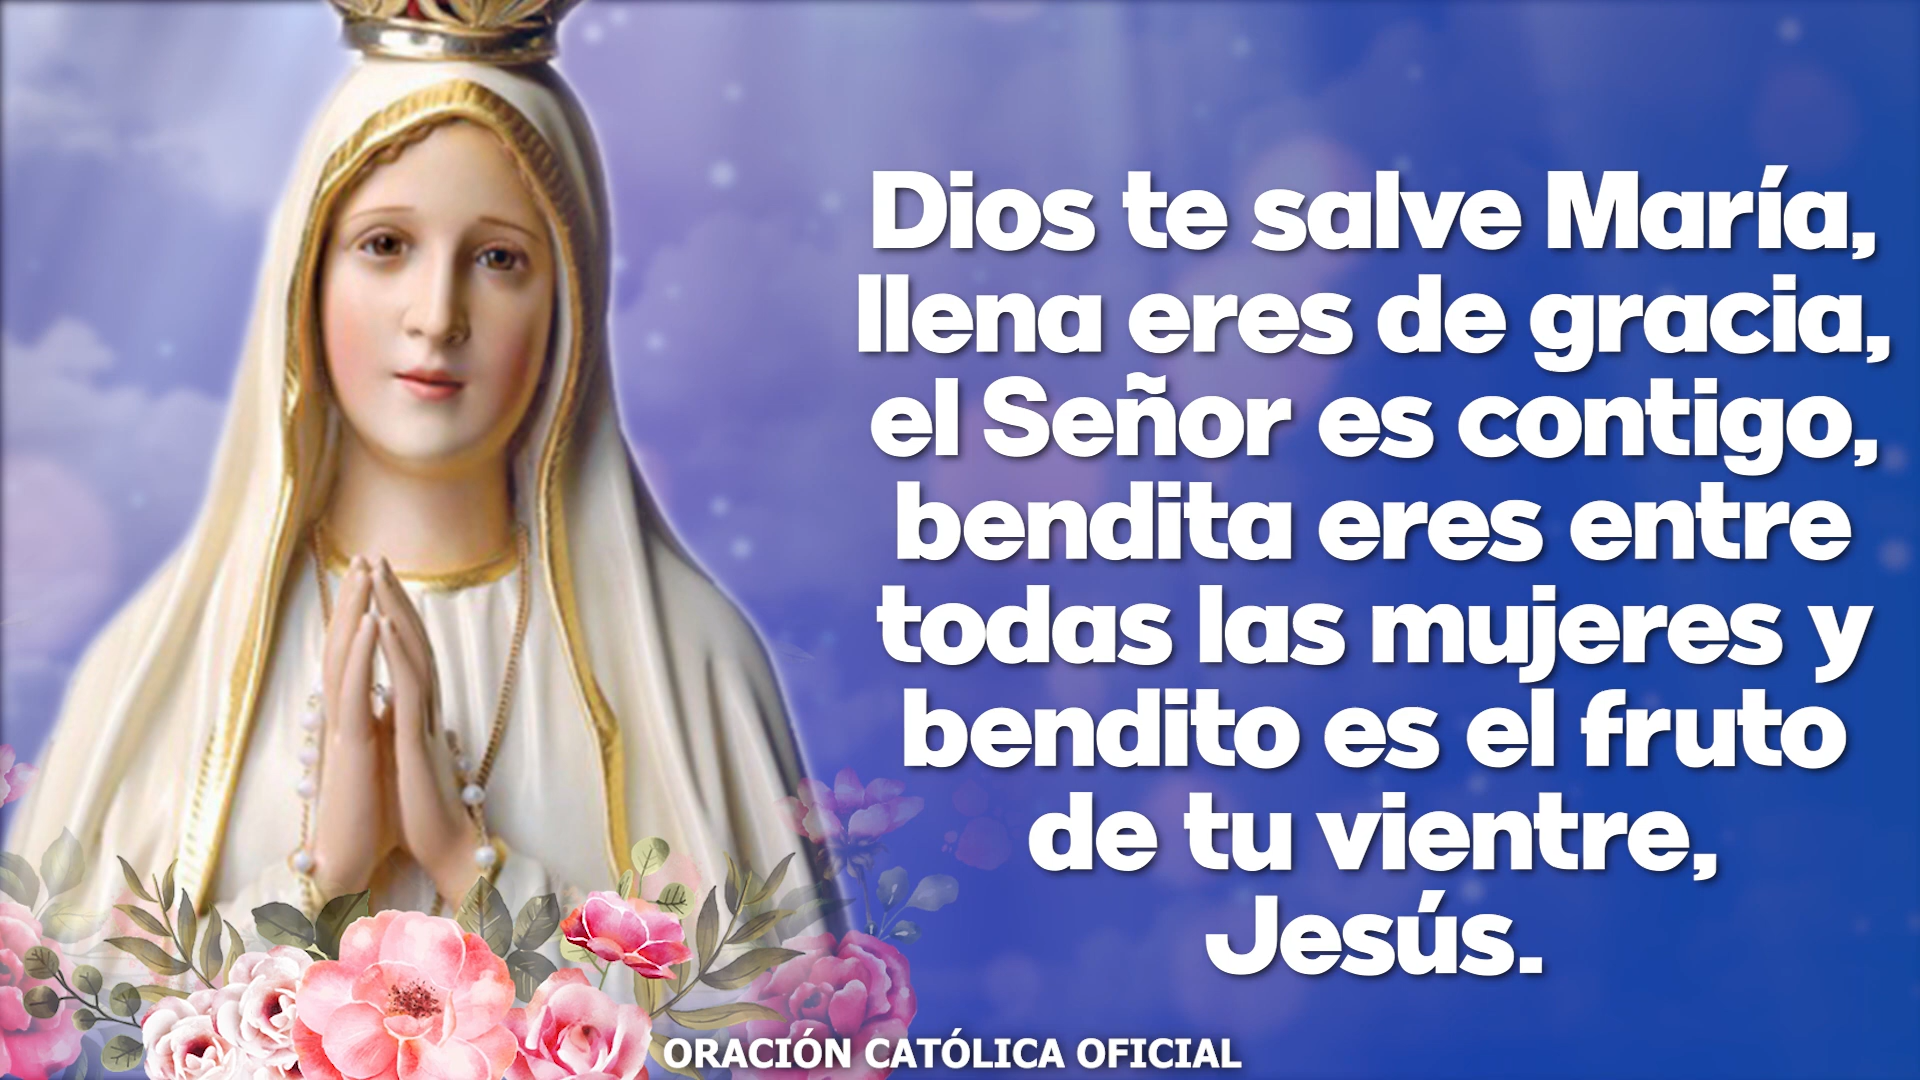 Dios te salve María,
llena eres de gracia,
el Señor es contigo,
bendita eres entre
todas las mujeres y
bendito es el fruto
de tu vientre,
Jesús.
ORACIÓN CATÓLICA OFICIAL